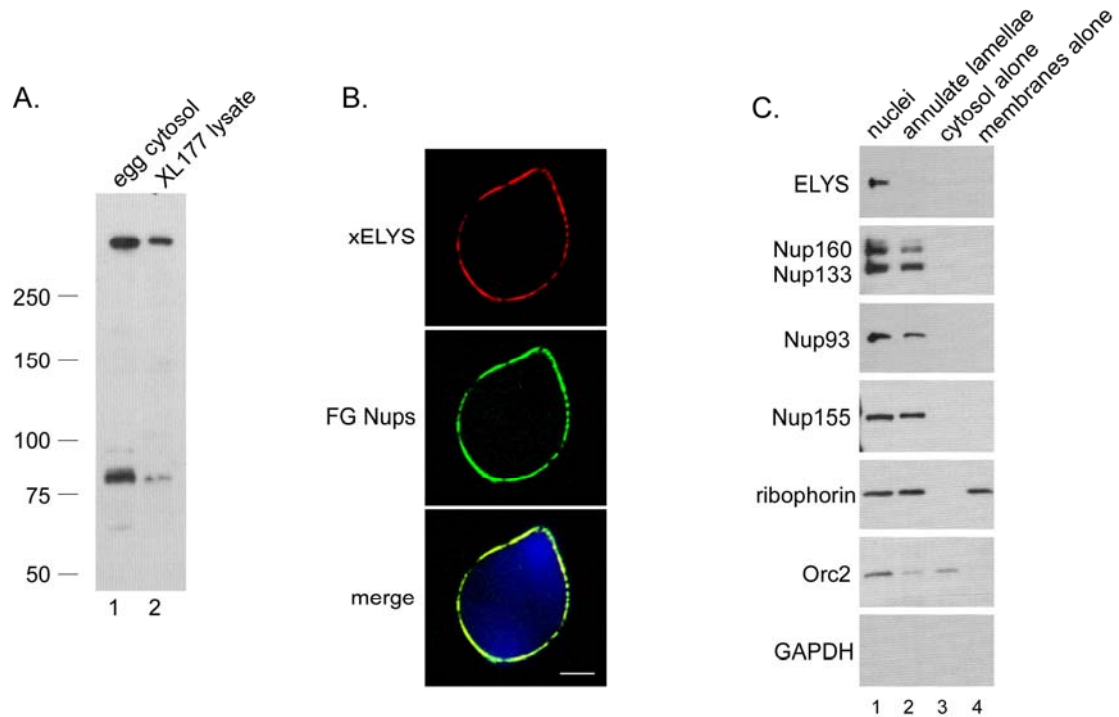 A.
egg cytosol
XL177 lysate
250
150
100
75
50
1 2
B.
xELYS
FG Nups
merge
C.
nuclei
annulate lamellae
cytosol alone
membranes alone
ELYS
Nup160
Nup133
Nup93
Nup155
ribophorin
Orc2
GAPDH
1 2 3 4